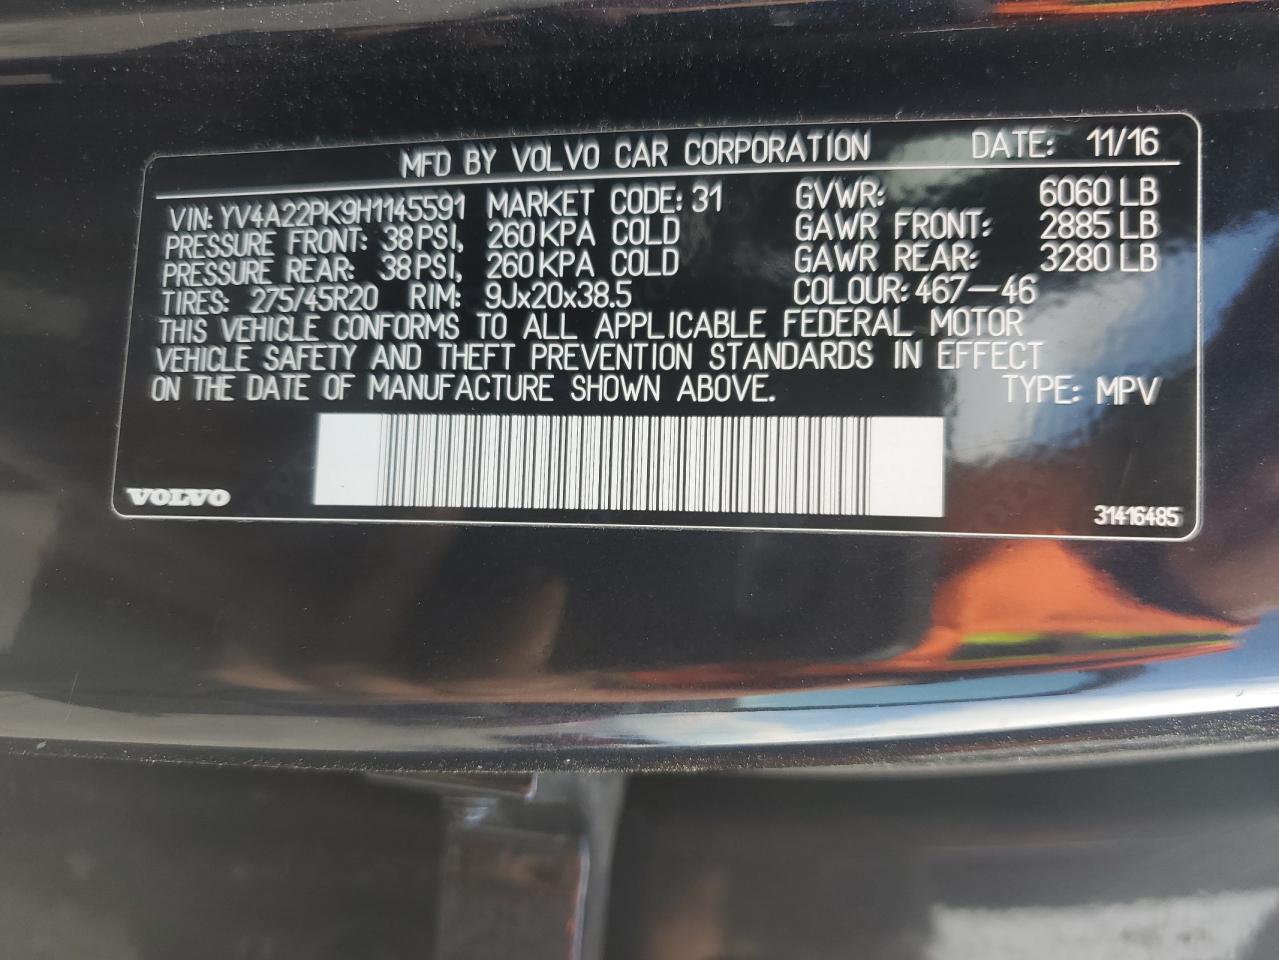 MFD BY VOLVO CAR CORPORATION DATE: 11/16
VIN: YV4A22PK9H1145591 MARKET CODE: 31 GVWR: 6060 LB
PRESSURE FRONT: 38 PSI, 260 KPA COLD GAWR FRONT: 2885 LB
PRESSURE REAR: 38 PSI, 260 KPA COLD GAWR REAR: 3280 LB
TIRES: 275/45R20 RIM: 9Jx20x38.5 COLOUR: 467-46
THIS VEHICLE CONFORMS TO ALL APPLICABLE FEDERAL MOTOR
VEHICLE SAFETY AND THEFT PREVENTION STANDARDS IN EFFECT
ON THE DATE OF MANUFACTURE SHOWN ABOVE. TYPE: MPV
VOLVO 31416485